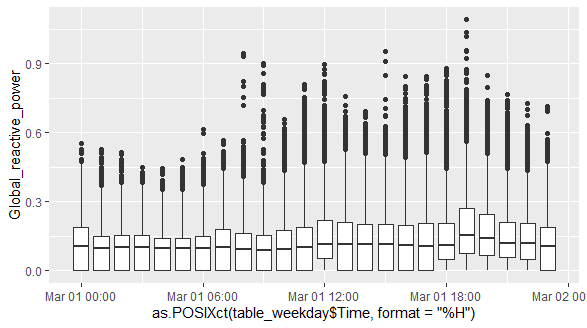 Global_reactive_power
0.9
0.6
0.3
0.0
Mar 01 00:00 Mar 01 06:00 Mar 01 12:00 Mar 01 18:00 Mar 02 00
as.POSIXct(table_weekday$Time, format = "%H")